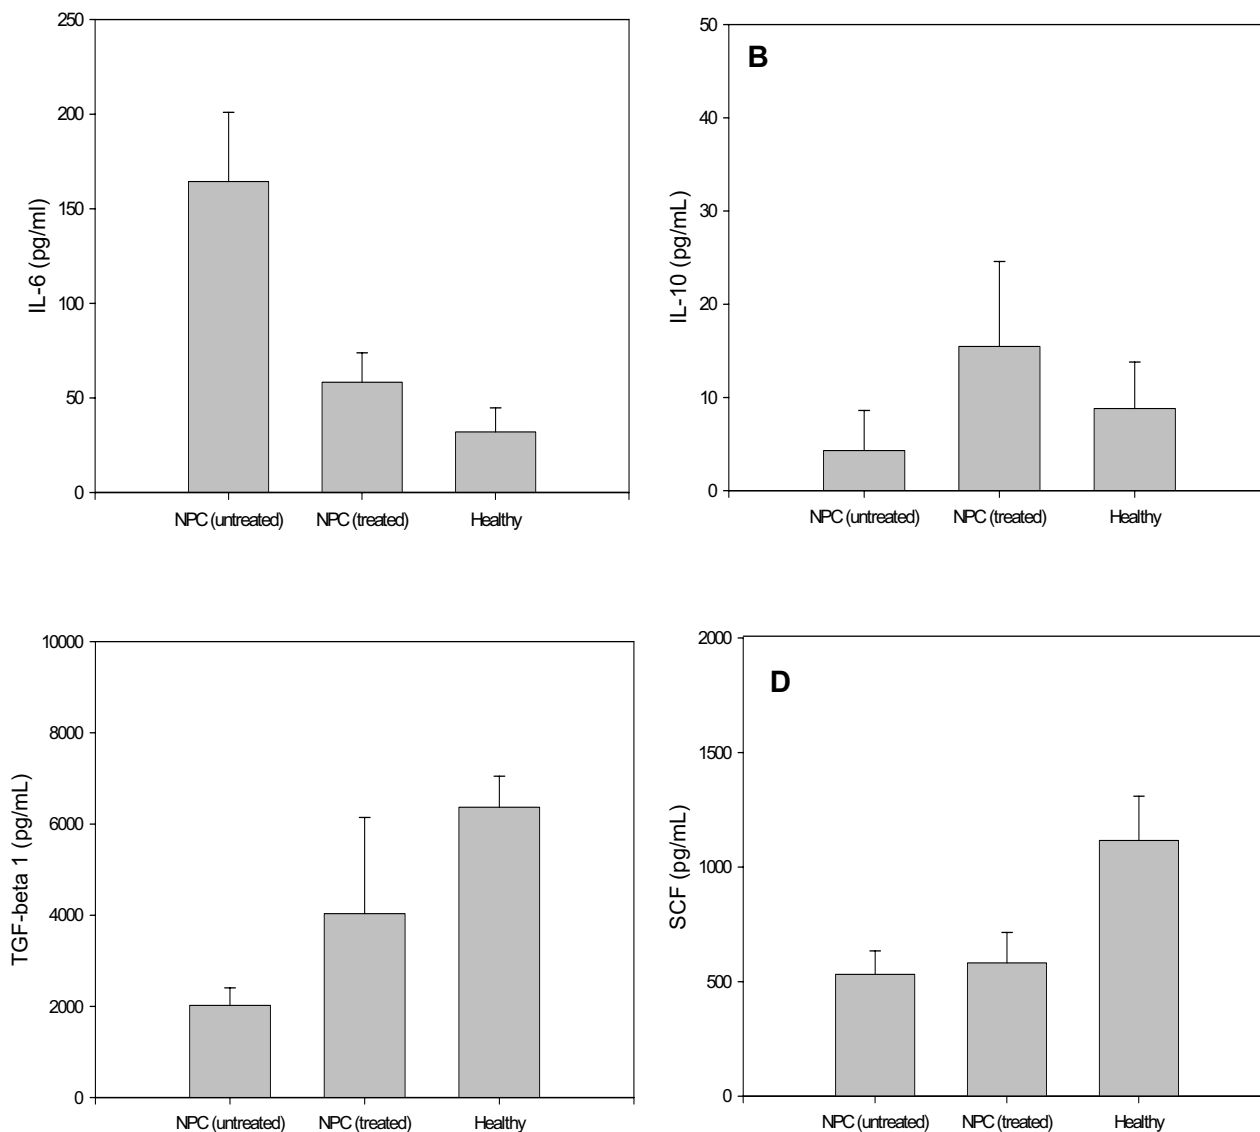 250
200
150
100
50
0
IL-6 (pg/ml)
NPC (untreated) NPC (treated) Healthy
50
40
30
20
10
0
B
IL-10 (pg/mL)
NPC (untreated) NPC (treated) Healthy
10000
8000
6000
4000
2000
0
TGF-beta 1 (pg/mL)
NPC (untreated) NPC (treated) Healthy
2000
1500
1000
500
0
D
SCF (pg/mL)
NPC (untreated) NPC (treated) Healthy